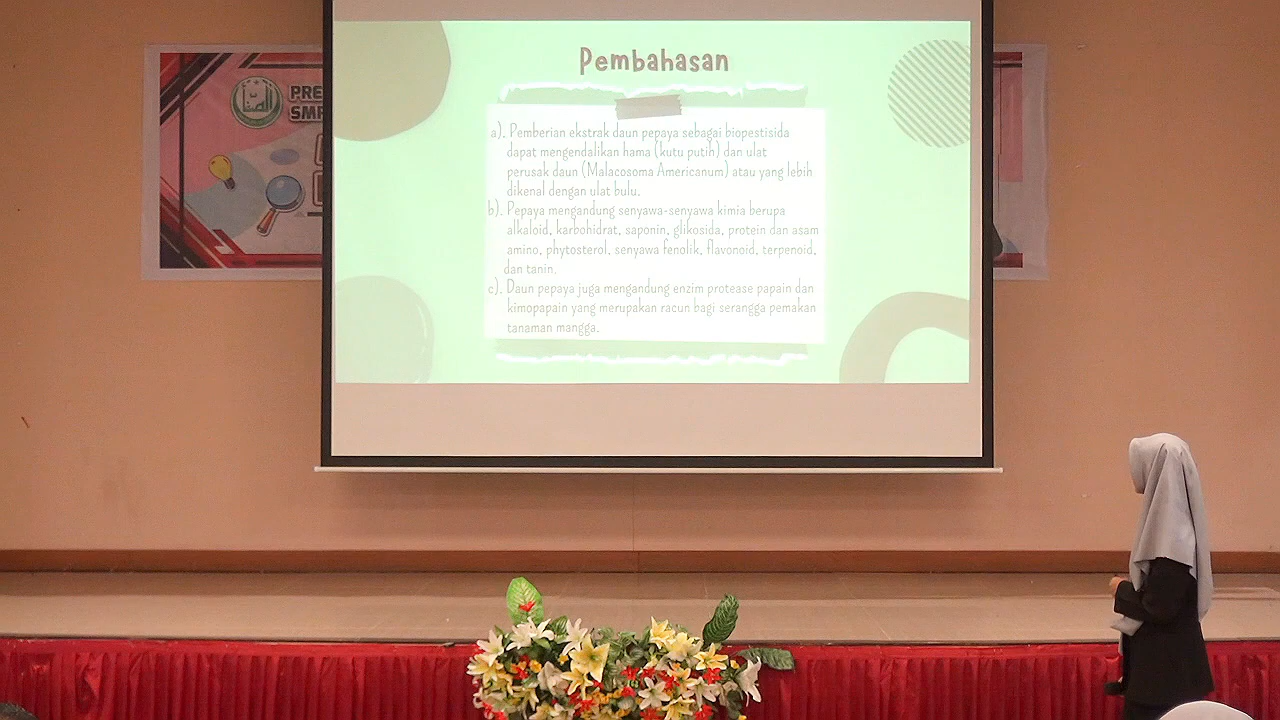 Pembahasan
PRE
SMP
a). Pemberian ekstrak daun pepaya sebagai biopestisida
dapat mengendalikan hama (kutu putih) dan ulat
perusak daun (Malacosoma Americanum) atau yang lebih
dikenal dengan ulat bulu.
b). Pepaya mengandung senyawa-senyawa kimia berupa
alkaloid, karbohidrat, saponin, glikosida, protein dan asam
amino, phytosterol, senyawa fenolik, flavonoid, terpenoid,
dan tanin.
c). Daun pepaya juga mengandung enzim protease papain dan
kimopapain yang merupakan racun bagi serangga pemakan
tanaman mangga.